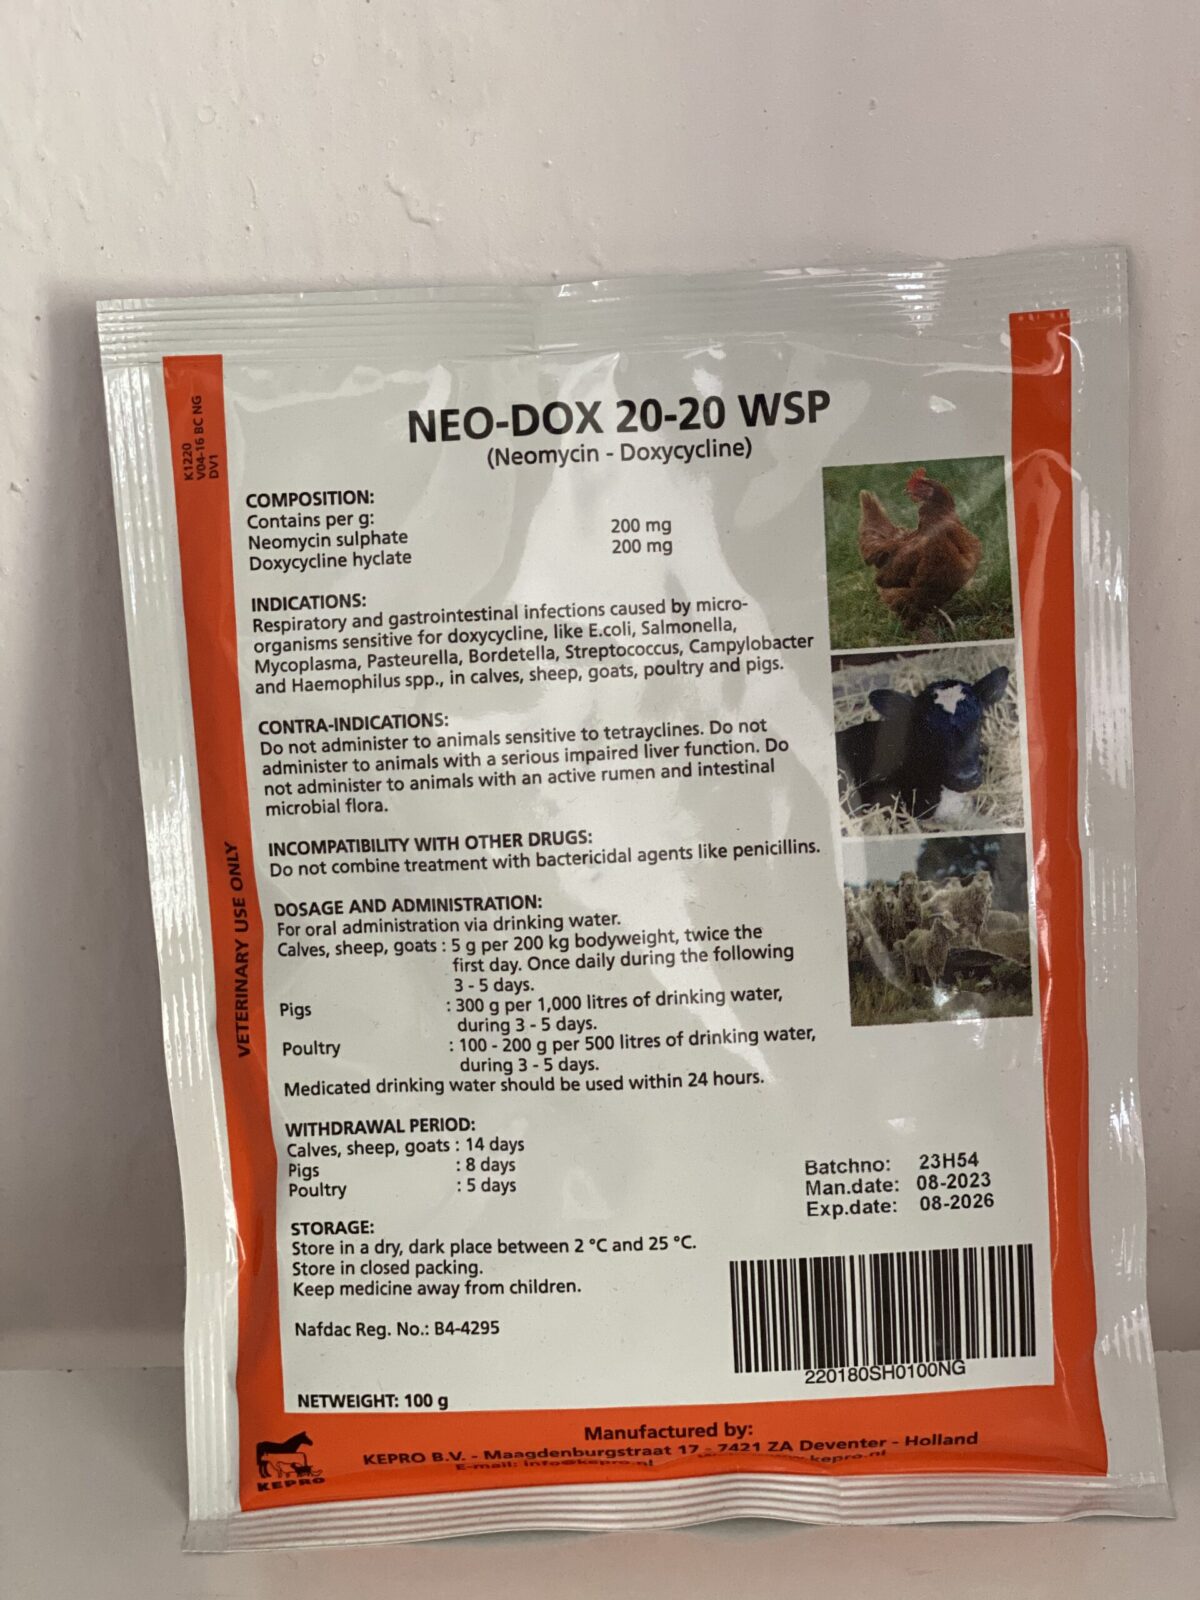 K1220
V04-16 BC NG
DV1
NEO-DOX 20-20 WSP
(Neomycin - Doxycycline)
COMPOSITION:
Contains per g:
Neomycin sulphate 200 mg
Doxycycline hyclate 200 mg
INDICATIONS:
Respiratory and gastrointestinal infections caused by micro-
organisms sensitive for doxycycline, like E.coli, Salmonella,
Mycoplasma, Pasteurella, Bordetella, Streptococcus, Campylobacter
and Haemophilus spp., in calves, sheep, goats, poultry and pigs.
CONTRA-INDICATIONS:
Do not administer to animals sensitive to tetrayclines. Do not
administer to animals with a serious impaired liver function. Do
not administer to animals with an active rumen and intestinal
microbial flora.
INCOMPATIBILITY WITH OTHER DRUGS:
Do not combine treatment with bactericidal agents like penicillins.
DOSAGE AND ADMINISTRATION:
For oral administration via drinking water.
Calves, sheep, goats : 5 g per 200 kg bodyweight, twice the
first day. Once daily during the following
3 - 5 days.
Pigs : 300 g per 1,000 litres of drinking water,
during 3 - 5 days.
Poultry : 100 - 200 g per 500 litres of drinking water,
during 3 - 5 days.
Medicated drinking water should be used within 24 hours.
WITHDRAWAL PERIOD:
Calves, sheep, goats : 14 days
Pigs : 8 days
Poultry : 5 days
STORAGE:
Store in a dry, dark place between 2 °C and 25 °C.
Store in closed packing.
Keep medicine away from children.
Nafdac Reg. No.: B4-4295
NETWEIGHT: 100 g
VETERINARY USE ONLY
Batchno: 23H54
Man.date: 08-2023
Exp.date: 08-2026
220180SH0100NG
Manufactured by:
KEPRO B.V. - Maagdenburgstraat 17 - 7421 ZA Deventer - Holland
E-mail: info@kepro.nl
KEPRO